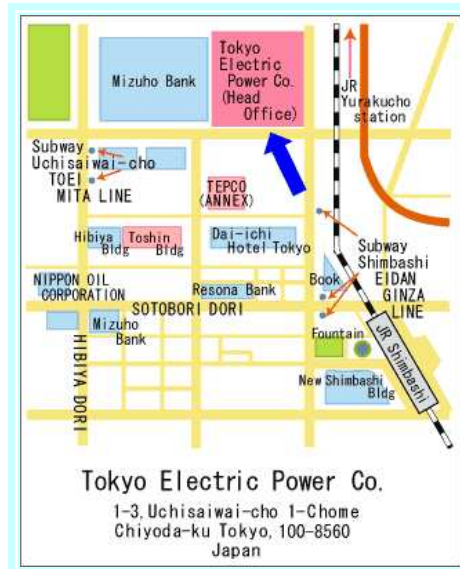 Tokyo
Electric
Power Co.
(Head
Office)
Mizuho Bank
JR
Yurakucho
station
Subway
Uchisaiwai-cho
TOEI
MITA LINE
TEPCO
(ANNEX)
Hibiya
Bldg
Toshin
Bldg
Dai-ichi
Hotel Tokyo
Subway
Shimbashi
EIDAN
GINZA
LINE
NIPPON OIL
CORPORATION
Resona Bank
Book
SOTOBORI DORI
Mizuho
Bank
HIBIYA DORI
Fountain
JR Shimbashi
New Shimbashi
Bldg
Tokyo Electric Power Co.
1-3,Uchisaiwai-cho 1-Chome
Chiyoda-ku Tokyo,100-8560
Japan